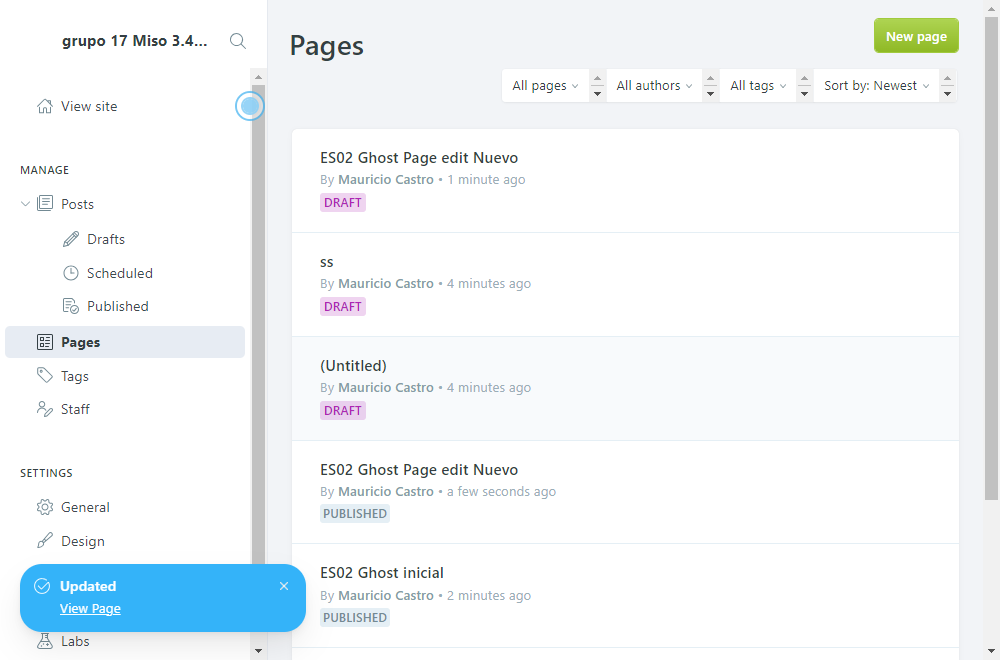 grupo 17 Miso 3.4...
View site
MANAGE
Posts
Drafts
Scheduled
Published
Pages
Tags
Staff
SETTINGS
General
Design
Updated
View Page
Labs
Pages
New page
All pages
All authors
All tags
Sort by: Newest
ES02 Ghost Page edit Nuevo
By Mauricio Castro • 1 minute ago
DRAFT
ss
By Mauricio Castro • 4 minutes ago
DRAFT
(Untitled)
By Mauricio Castro • 4 minutes ago
DRAFT
ES02 Ghost Page edit Nuevo
By Mauricio Castro • a few seconds ago
PUBLISHED
ES02 Ghost inicial
By Mauricio Castro • 2 minutes ago
PUBLISHED